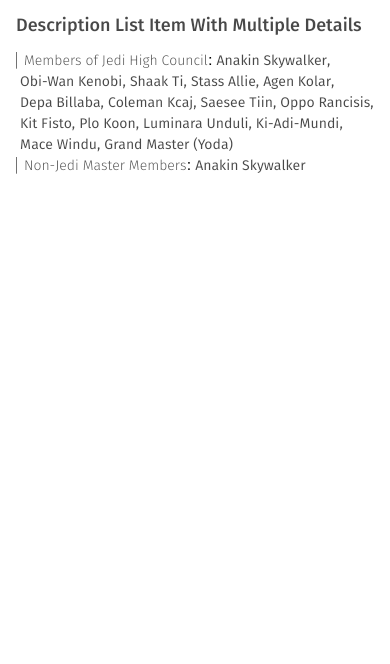 Description List Item With Multiple Details
Members of Jedi High Council: Anakin Skywalker,
Obi-Wan Kenobi, Shaak Ti, Stass Allie, Agen Kolar,
Depa Billaba, Coleman Kcaj, Saesee Tiin, Oppo Rancisis,
Kit Fisto, Plo Koon, Luminara Unduli, Ki-Adi-Mundi,
Mace Windu, Grand Master (Yoda)
Non-Jedi Master Members: Anakin Skywalker